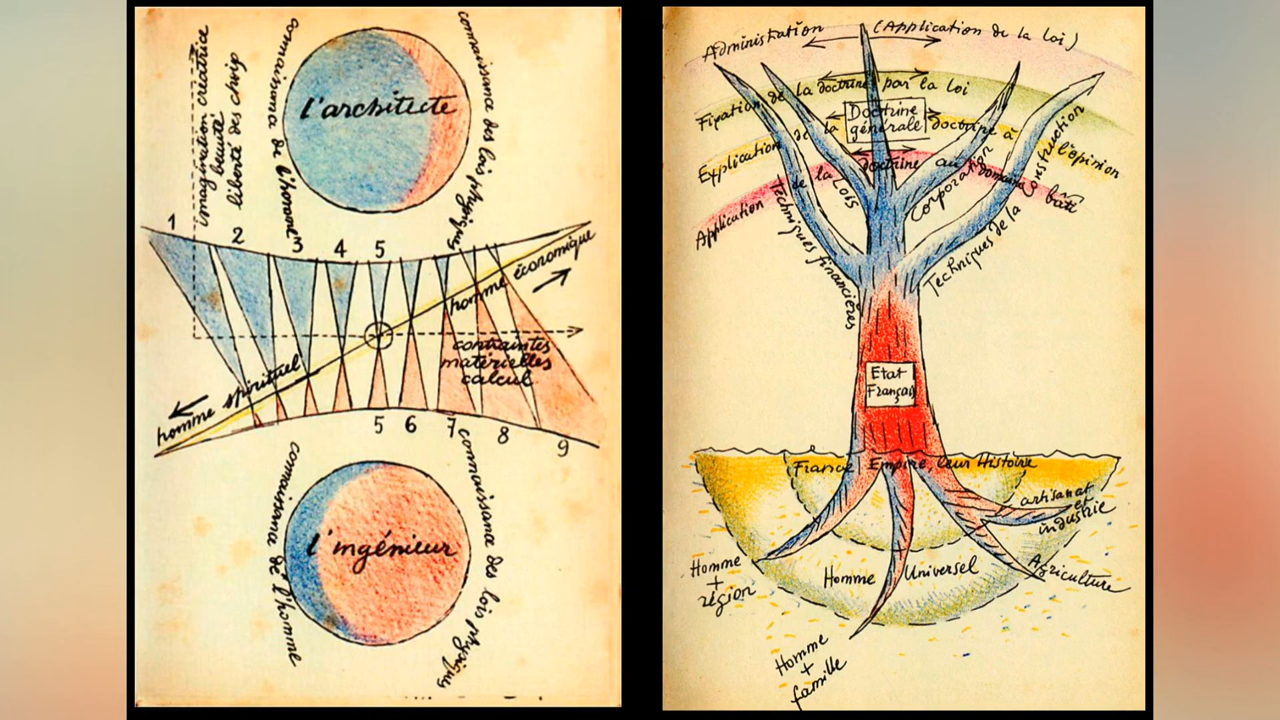 imagination créatrice
beauté
liberté des choix
connaissance de l'homme
l'architecte
connaissance des lois physiques
1
2
3
4
5
homme économique
contraintes
matérielles
calcul
homme spirituel
5
6
7
8
9
connaissance de l'homme
l'ingénieur
connaissance des lois physiques
Administration
(Application de la loi)
Fixation de la doctrine par la loi
Doctrine
générale
Explication de la doctrine à l'opinion
Application de la doctrine au domaine bâti
Lois
Corporation
Techniques financières
Techniques de la construction
Etat
Français
France Empire, leur Histoire
artisanat
et
industrie
Agriculture
Homme Universel
Homme
+
région
Homme
+
famille